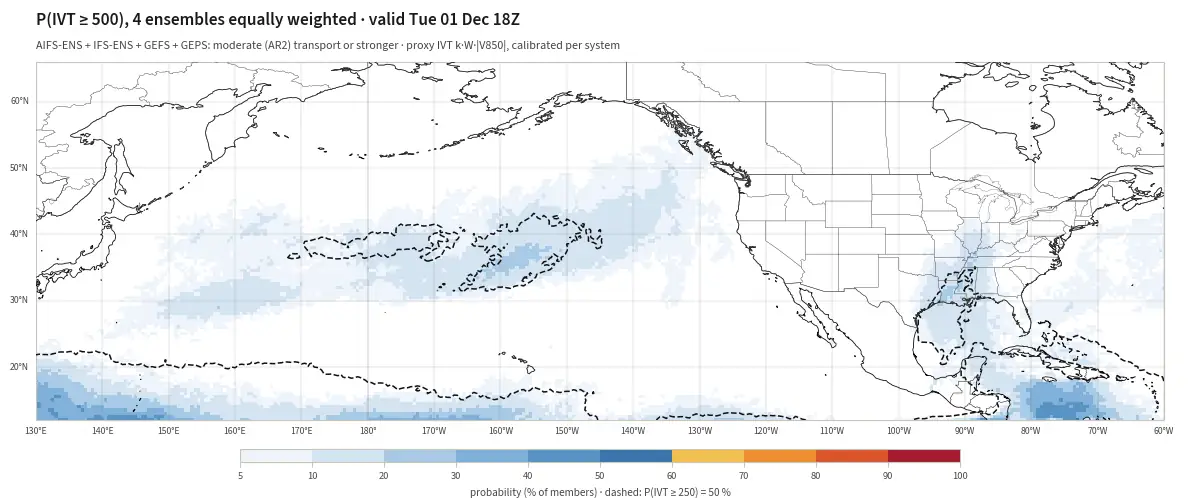 P(IVT ≥ 500), 4 ensembles equally weighted · valid Tue 01 Dec 18Z
AIFS-ENS + IFS-ENS + GEFS + GEPS: moderate (AR2) transport or stronger · proxy IVT k·W·|V850|, calibrated per system
60°N
50°N
40°N
30°N
20°N
130°E 140°E 150°E 160°E 170°E 180° 170°W 160°W 150°W 140°W 130°W 120°W 110°W 100°W 90°W 80°W 70°W 60°W
5 10 20 30 40 50 60 70 80 90 100
probability (% of members) · dashed: P(IVT ≥ 250) = 50 %